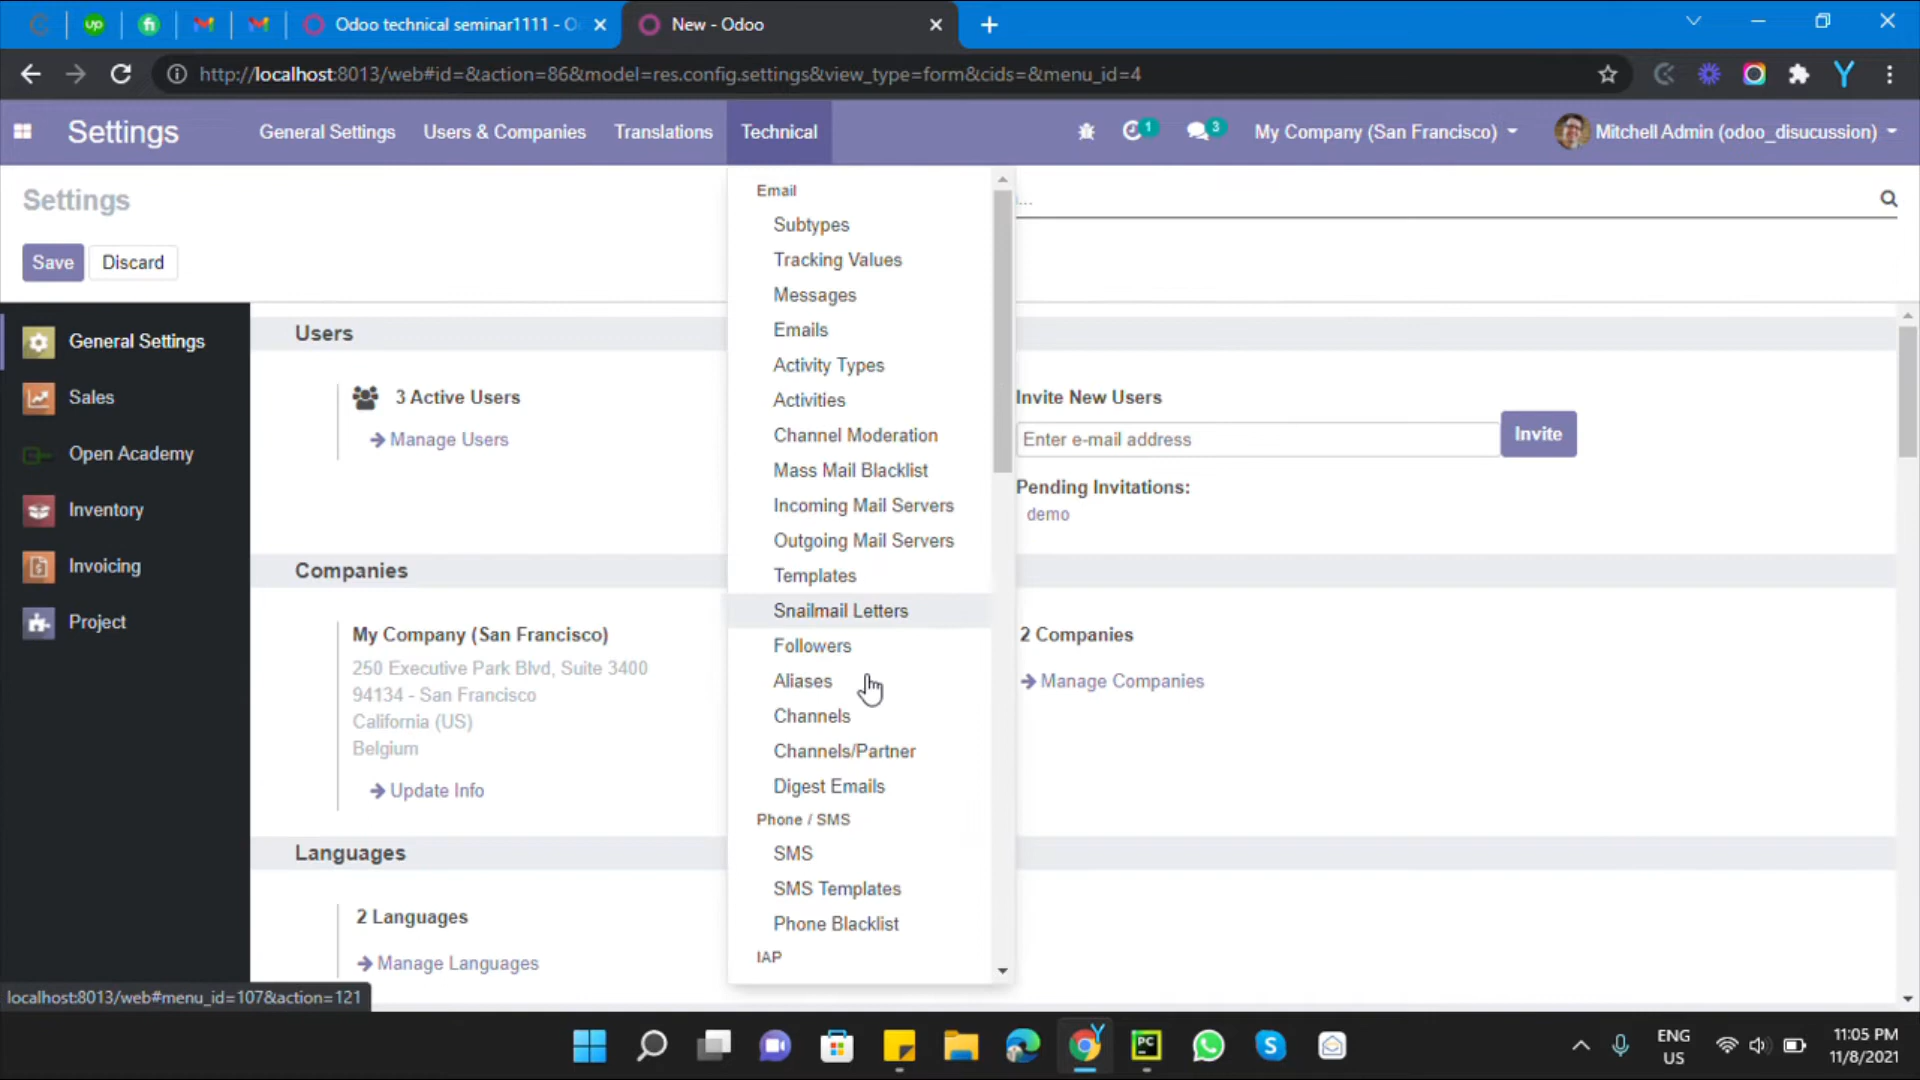 Odoo technical seminar1111 - O
New - Odoo
http://localhost:8013/web#id=&action=86&model=res.config.settings&view_type=form&cids=&menu_id=4
Settings
General Settings
Users & Companies
Translations
Technical
1
3
My Company (San Francisco)
Mitchell Admin (odoo_disucussion)
Settings
...
Save
Discard
General Settings
Sales
Open Academy
Inventory
Invoicing
Project
Users
3 Active Users
Manage Users
Invite New Users
Enter e-mail address
Invite
Pending Invitations:
demo
Companies
My Company (San Francisco)
250 Executive Park Blvd, Suite 3400
94134 - San Francisco
California (US)
Belgium
Update Info
2 Companies
Manage Companies
Languages
2 Languages
Manage Languages
Email
Subtypes
Tracking Values
Messages
Emails
Activity Types
Activities
Channel Moderation
Mass Mail Blacklist
Incoming Mail Servers
Outgoing Mail Servers
Templates
Snailmail Letters
Followers
Aliases
Channels
Channels/Partner
Digest Emails
Phone / SMS
SMS
SMS Templates
Phone Blacklist
IAP
localhost:8013/web#menu_id=107&action=121
ENG
US
11:05 PM
11/8/2021